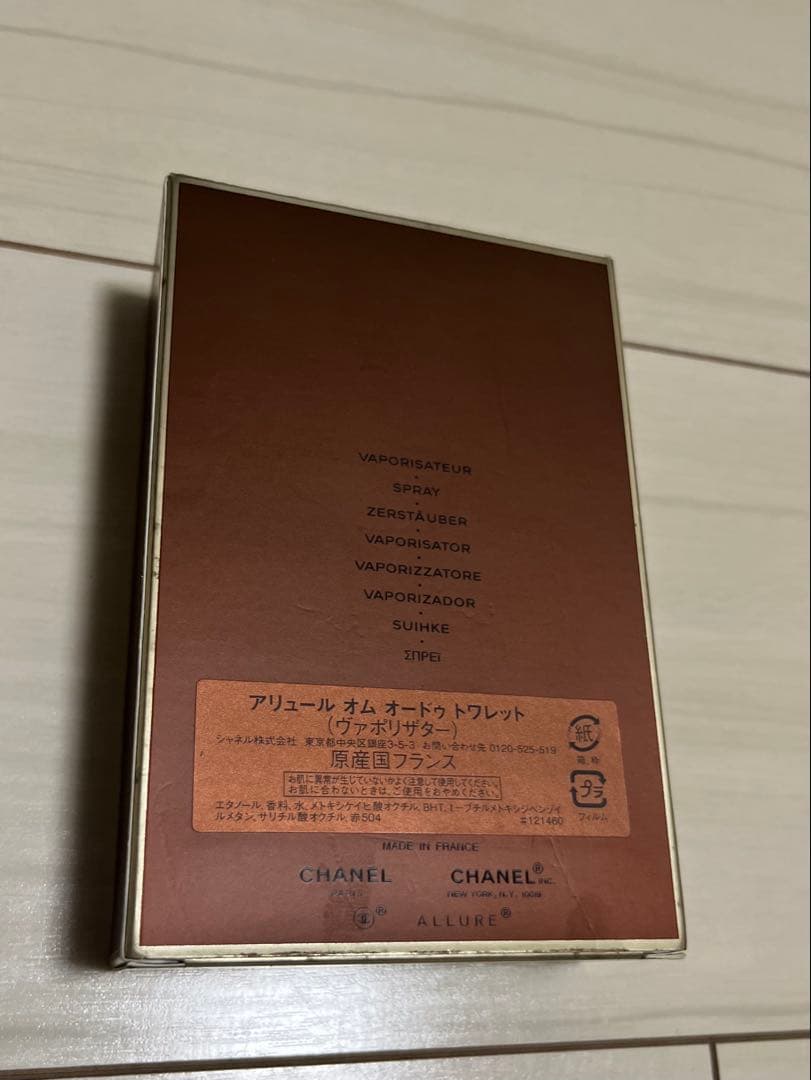 VAPORISATEUR
SPRAY
ZERSTÄUBER
VAPORISATOR
VAPORIZZATORE
VAPORIZADOR
SUIHKE
ΣΠΡΕΪ
アリュール オム オードゥ トワレット
(ヴァポリザター)
シャネル株式会社 東京都中央区銀座3-5-3 お問い合わせ先 0120-525-519
原産国フランス
お肌に異常が生じていないかよく注意して使用してください。
お肌に合わないときは、ご使用をおやめください。
エタノール, 香料, 水, メトキシケイヒ酸オクチル, BHT, t-ブチルメトキシジベンゾイ
ルメタン, サリチル酸オクチル, 赤504
#121460
紙
箱, 枠
プラ
フィルム
MADE IN FRANCE
CHANEL
PARIS
CHANEL® INC.
NEW YORK, N.Y. 10019
®
ALLURE®